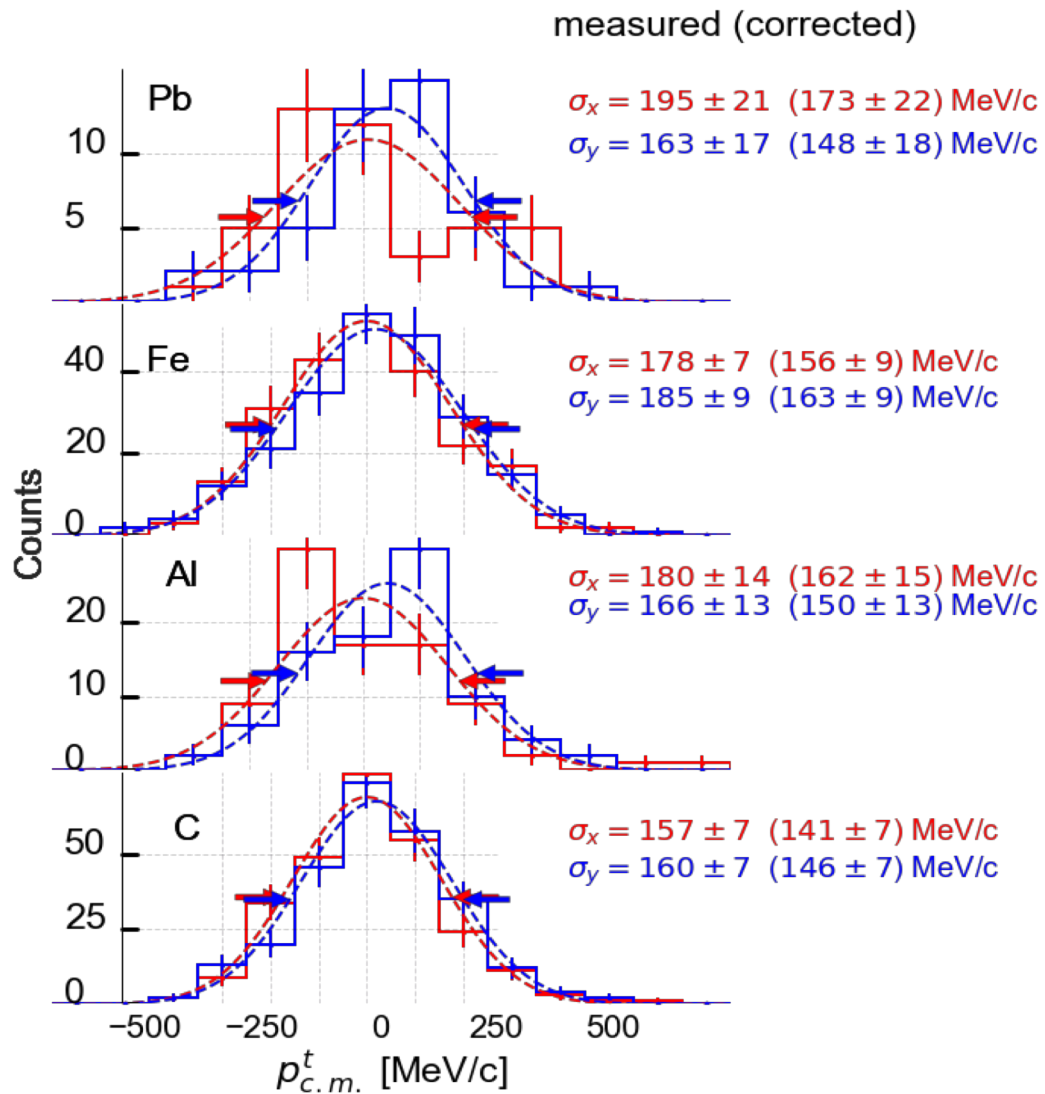 measured (corrected)
Pb
σx = 195 ± 21 (173 ± 22) MeV/c
σy = 163 ± 17 (148 ± 18) MeV/c
10
5
Fe
σx = 178 ± 7 (156 ± 9) MeV/c
σy = 185 ± 9 (163 ± 9) MeV/c
40
20
0
Counts
Al
σx = 180 ± 14 (162 ± 15) MeV/c
σy = 166 ± 13 (150 ± 13) MeV/c
20
10
0
C
σx = 157 ± 7 (141 ± 7) MeV/c
σy = 160 ± 7 (146 ± 7) MeV/c
50
25
0
−500 −250 0 250 500
p^t_c.m. [MeV/c]